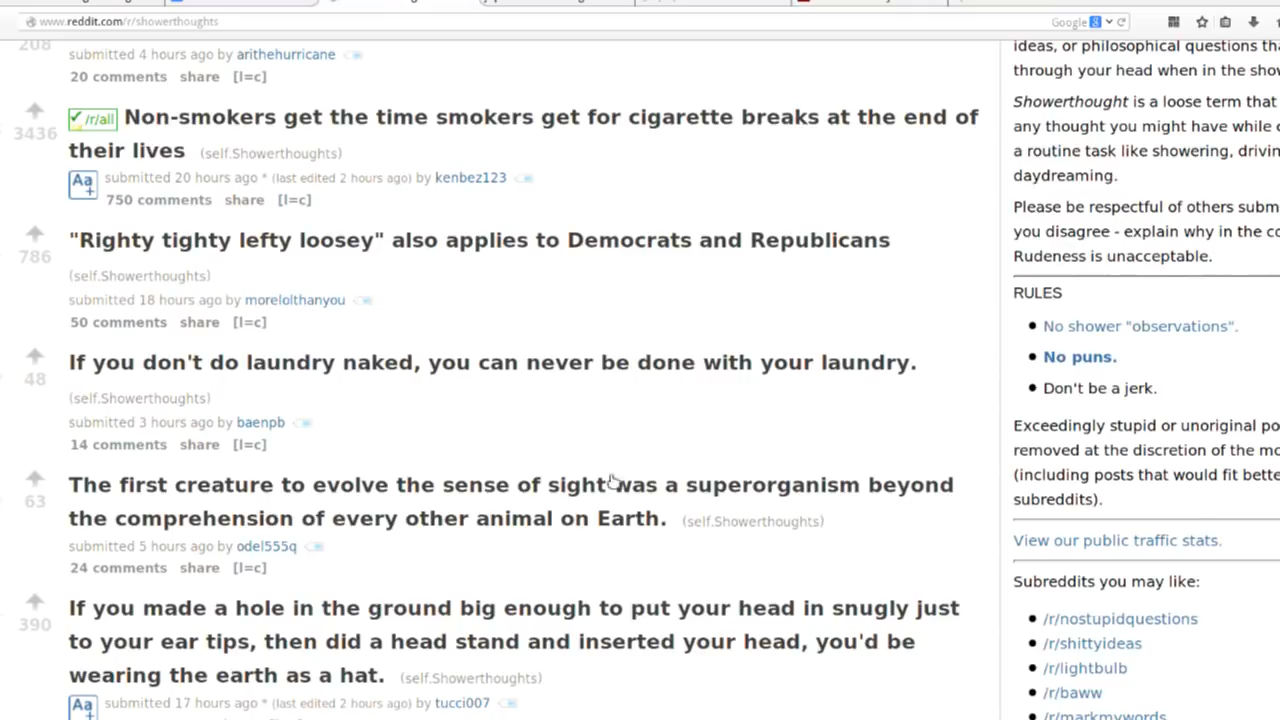 www.reddit.com/r/showerthoughts
Google
208
submitted 4 hours ago by arithehurricane
20 comments share [l=c]
3436
/r/all Non-smokers get the time smokers get for cigarette breaks at the end of
their lives (self.Showerthoughts)
Aa+ submitted 20 hours ago * (last edited 2 hours ago) by kenbez123
750 comments share [l=c]
786
"Righty tighty lefty loosey" also applies to Democrats and Republicans
(self.Showerthoughts)
submitted 18 hours ago by morelolthanyou
50 comments share [l=c]
48
If you don't do laundry naked, you can never be done with your laundry.
(self.Showerthoughts)
submitted 3 hours ago by baenpb
14 comments share [l=c]
63
The first creature to evolve the sense of sight was a superorganism beyond
the comprehension of every other animal on Earth. (self.Showerthoughts)
submitted 5 hours ago by odel555q
24 comments share [l=c]
390
If you made a hole in the ground big enough to put your head in snugly just
to your ear tips, then did a head stand and inserted your head, you'd be
wearing the earth as a hat. (self.Showerthoughts)
Aa submitted 17 hours ago * (last edited 2 hours ago) by tucci007
ideas, or philosophical questions tha
through your head when in the show
Showerthought is a loose term that
any thought you might have while
a routine task like showering, drivin
daydreaming.
Please be respectful of others subm
you disagree - explain why in the co
Rudeness is unacceptable.
RULES
No shower "observations".
No puns.
Don't be a jerk.
Exceedingly stupid or unoriginal po
removed at the discretion of the mo
(including posts that would fit bette
subreddits).
View our public traffic stats.
Subreddits you may like:
/r/nostupidquestions
/r/shittyideas
/r/lightbulb
/r/baww
/r/markmywords